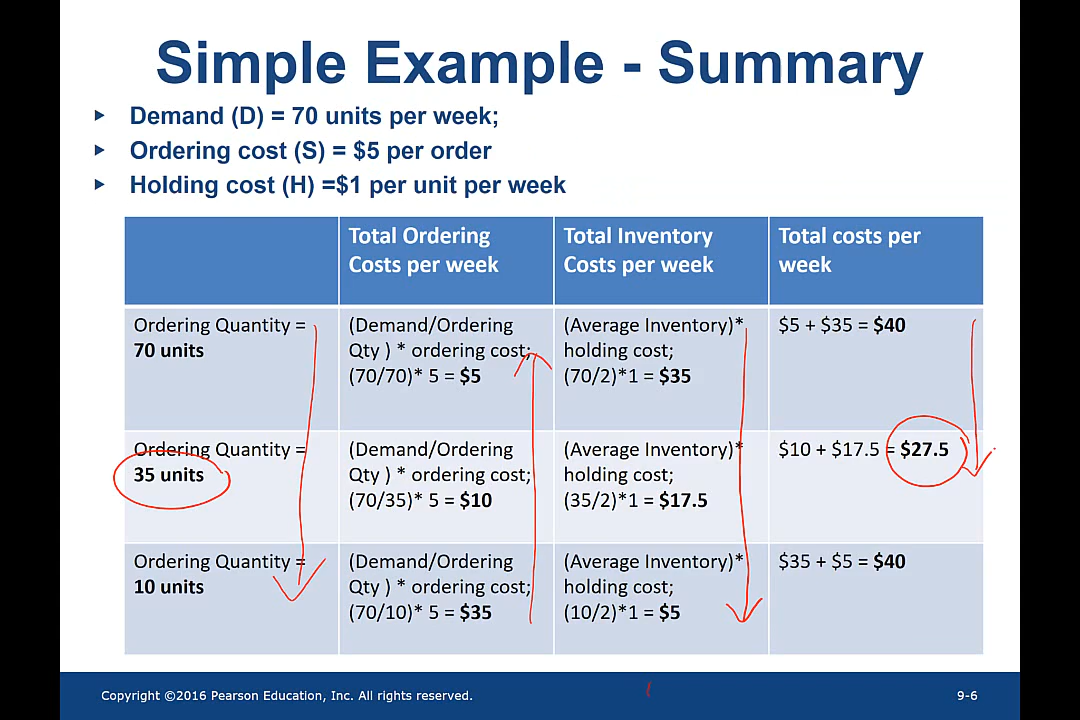 Simple Example - Summary
Demand (D) = 70 units per week;
Ordering cost (S) = $5 per order
Holding cost (H) =$1 per unit per week
Total Ordering
Costs per week
Total Inventory
Costs per week
Total costs per
week
Ordering Quantity =
70 units
(Demand/Ordering
Qty ) * ordering cost;
(70/70)* 5 = $5
(Average Inventory)*
holding cost;
(70/2)*1 = $35
$5 + $35 = $40
Ordering Quantity =
35 units
(Demand/Ordering
Qty ) * ordering cost;
(70/35)* 5 = $10
(Average Inventory)*
holding cost;
(35/2)*1 = $17.5
$10 + $17.5 = $27.5
Ordering Quantity =
10 units
(Demand/Ordering
Qty ) * ordering cost;
(70/10)* 5 = $35
(Average Inventory)*
holding cost;
(10/2)*1 = $5
$35 + $5 = $40
Copyright ©2016 Pearson Education, Inc. All rights reserved.
9-6